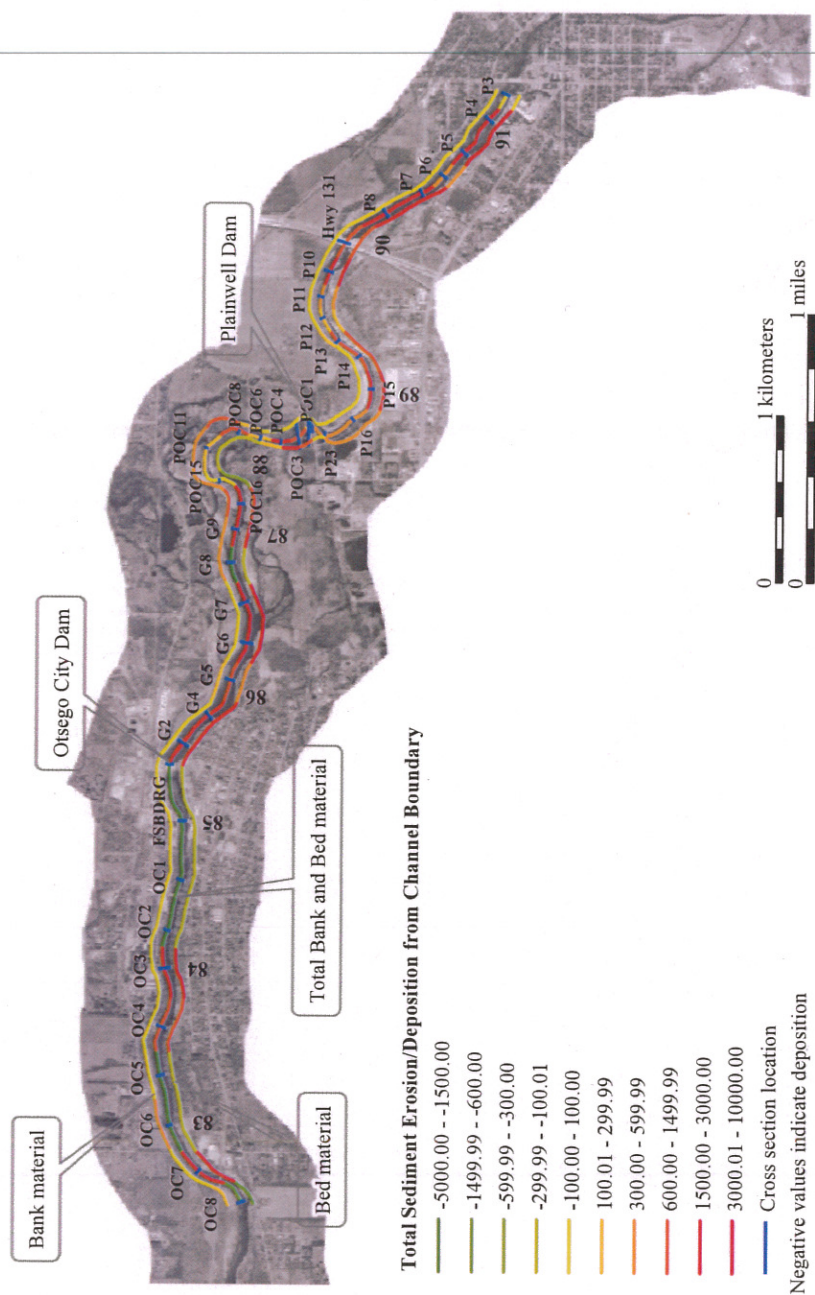 Bank material
Otsego City Dam
Plainwell Dam
OC8
OC7
OC6
OC5
OC4
OC3
OC2
OC1
FSBDRG
G2
G4
G5
G6
G7
G8
G9
POC16
POC15
POC11
POC8
POC6
POC4
POC3
POC1
P23
P16
P15
P14
P13
P12
P11
P10
Hwy 131
P8
P7
P6
P5
P4
P3
83
84
85
86
87
88
89
90
91
Bed material
Total Bank and Bed material
Total Sediment Erosion/Deposition from Channel Boundary
-5000.00 - -1500.00
-1499.99 - -600.00
-599.99 - -300.00
-299.99 - -100.01
-100.00 - 100.00
100.01 - 299.99
300.00 - 599.99
600.00 - 1499.99
1500.00 - 3000.00
3000.01 - 10000.00
Cross section location
Negative values indicate deposition
0 1 kilometers
0 1 miles